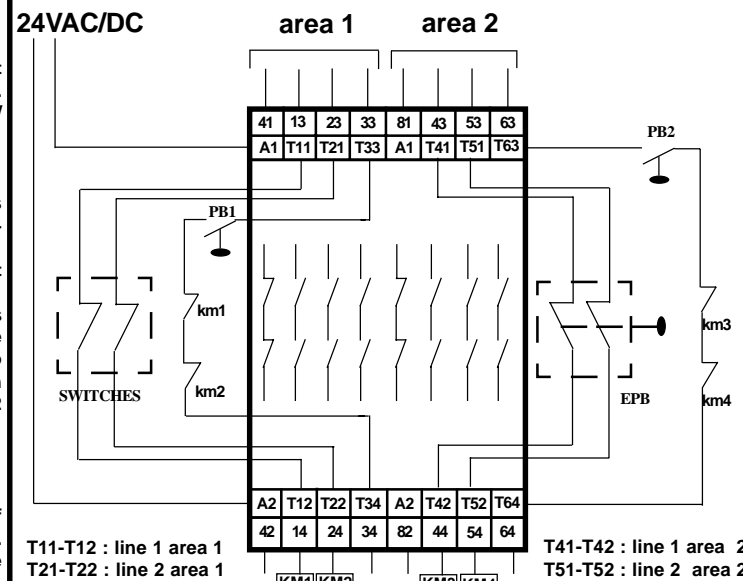 24VAC/DC
area 1 area 2
41 13 23 33 81 43 53 63
A1 T11 T21 T33 A1 T41 T51 T63
PB2
PB1
km1
km3
km2
km4
SWITCHES
EPB
A2 T12 T22 T34 A2 T42 T52 T64
42 14 24 34 82 44 54 64
T11-T12 : line 1 area 1
T41-T42 : line 1 area 2
T21-T22 : line 2 area 1
T51-T52 : line 2 area 2
KM1 KM2